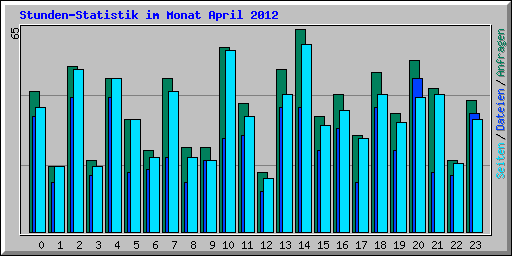 Stunden-Statistik im Monat April 2012
65
Seiten/Dateien/Anfragen
0 1 2 3 4 5 6 7 8 9 10 11 12 13 14 15 16 17 18 19 20 21 22 23